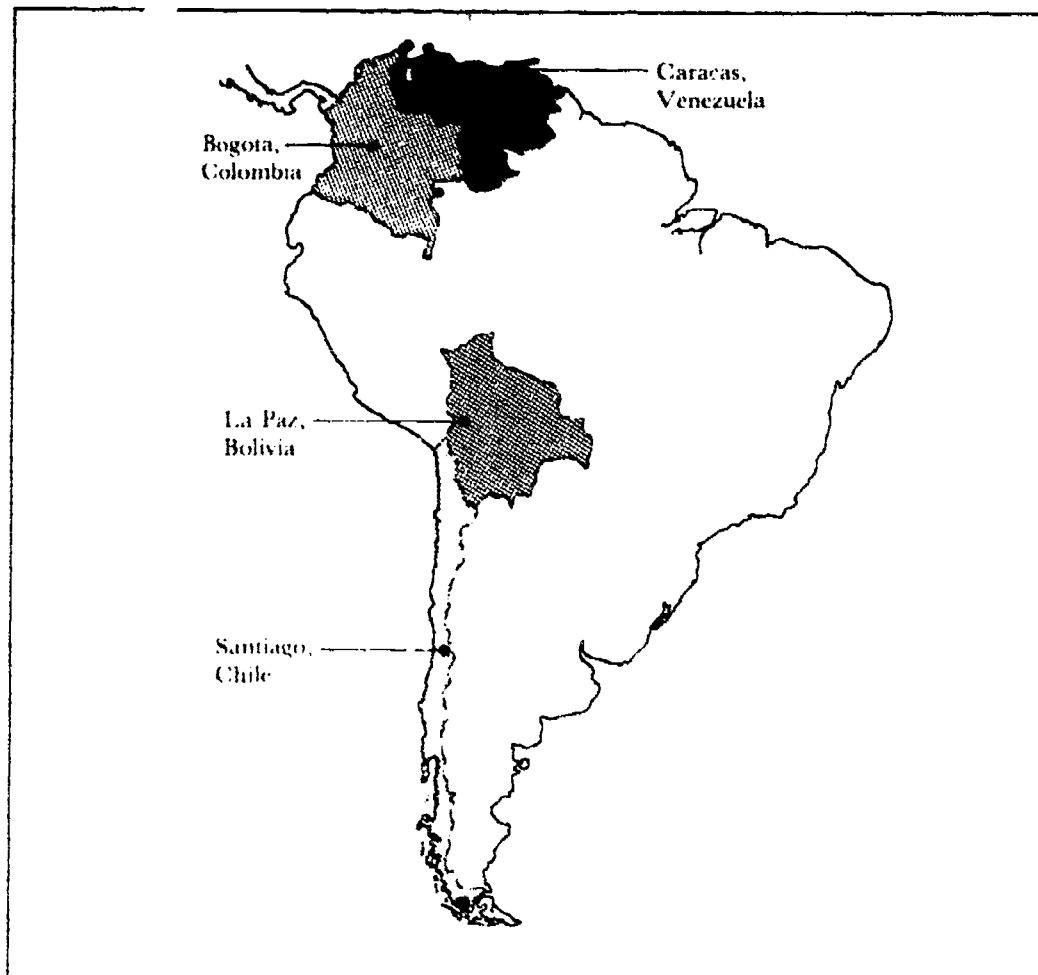 Caracas,
Venezuela
Bogota,
Colombia
La Paz,
Bolivia
Santiago,
Chile